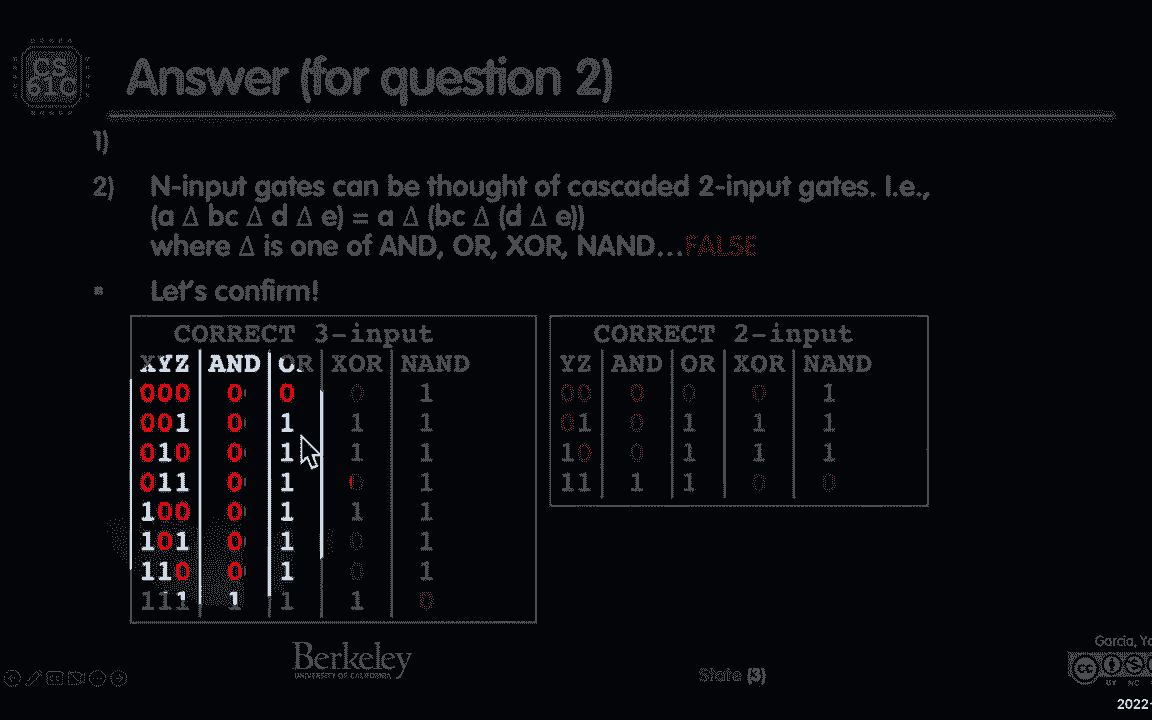 CS
61C
Answer (for question 2)
1)
2) N-input gates can be thought of cascaded 2-input gates. I.e.,
(a Δ bc Δ d Δ e) = a Δ (bc Δ (d Δ e))
where Δ is one of AND, OR, XOR, NAND…FALSE
▪ Let's confirm!
CORRECT 3-input
XYZ AND OR XOR NAND
000 0 0 0 1
001 0 1 1 1
010 0 1 1 1
011 0 1 0 1
100 0 1 1 1
101 0 1 0 1
110 0 1 0 1
111 1 1 1 0
CORRECT 2-input
YZ AND OR XOR NAND
00 0 0 0 1
01 0 1 1 1
10 0 1 1 1
11 1 1 0 0
Berkeley
UNIVERSITY OF CALIFORNIA
State (3)
Garcia,
cc
BY NC
2022-